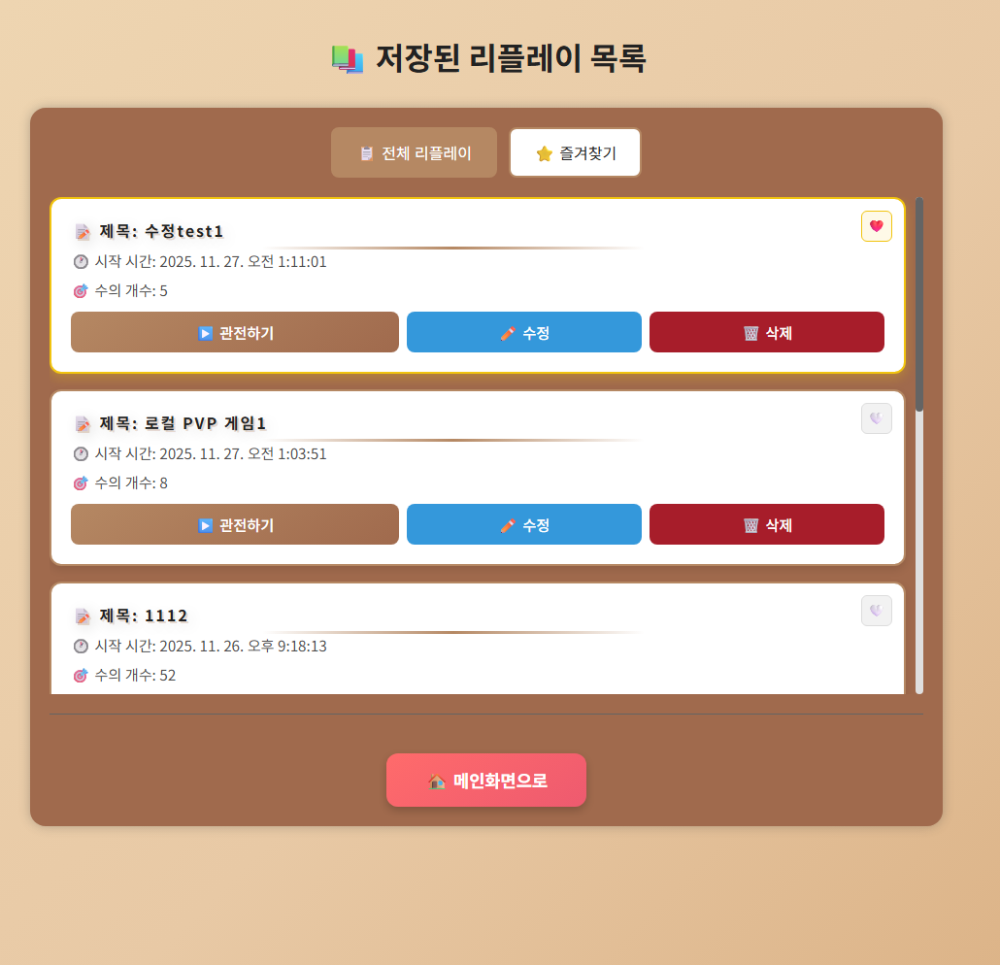 저장된 리플레이 목록
전체 리플레이
즐겨찾기
제목: 수정test1
시작 시간: 2025. 11. 27. 오전 1:11:01
수의 개수: 5
관전하기
수정
삭제
제목: 로컬 PVP 게임1
시작 시간: 2025. 11. 27. 오전 1:03:51
수의 개수: 8
관전하기
수정
삭제
제목: 1112
시작 시간: 2025. 11. 26. 오후 9:18:13
수의 개수: 52
메인화면으로